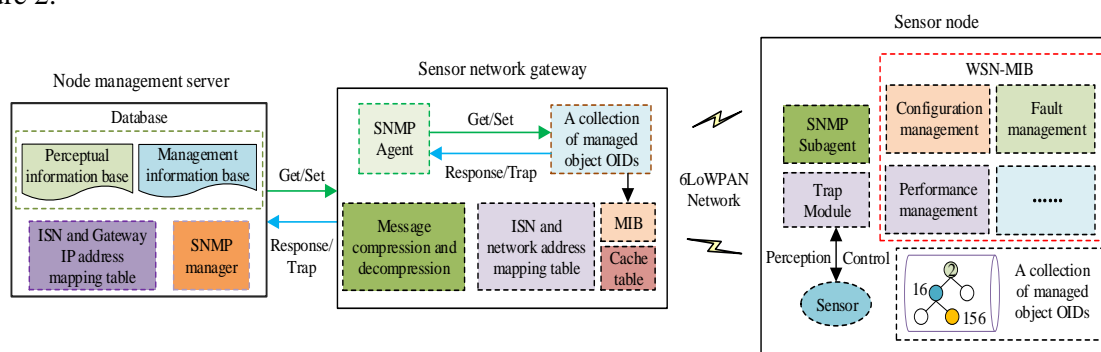 ure 2.
Sensor node
Node management server
Sensor network gateway
WSN-MIB
Database
Perceptual
information base
Management
information base
ISN and Gateway
IP address
mapping table
SNMP
manager
Get/Set
Response/
Trap
SNMP
Agent
Get/Set
Response/Trap
A collection
of managed
object OIDs
Message
compression and
decompression
ISN and
network address
mapping table
MIB
Cache
table
6LoWPAN
Network
SNMP
Subagent
Trap
Module
Perception
Control
Sensor
Configuration
management
Fault
management
Performance
management
......
2
16
156
A collection
of managed
object OIDs